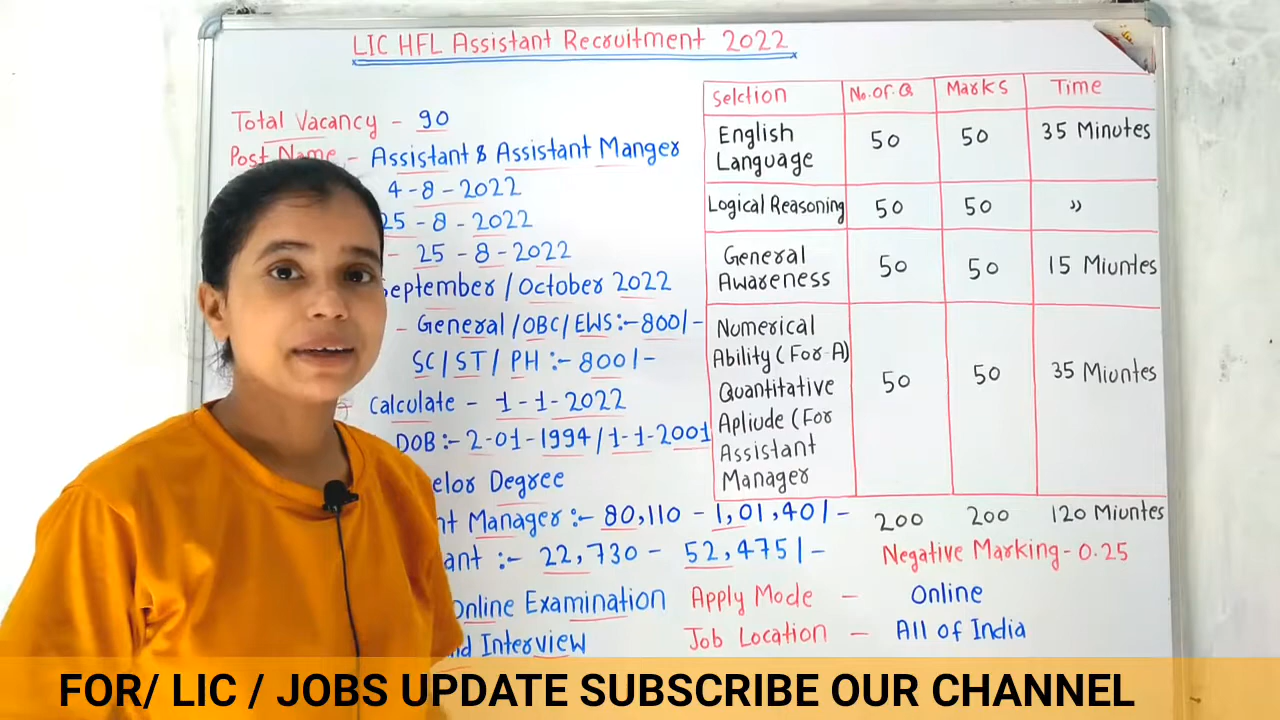 LIC HFL Assistant Recruitment 2022
Total Vacancy - 90
Post Name - Assistant & Assistant Manger
4-8-2022
25-8-2022
- 25-8-2022
September/October 2022
- General/OBC/EWS:-800/-
SC/ST/PH :- 800/-
Calculate - 1-1-2022
DOB:- 2-01-1994/1-1-2001
elor Degree
nt Manager:- 80,110 - 1,01,401-
ant :- 22,730 - 52,475/-
Online Examination
nd Interview
Selction No.of.Q Marks Time
English Language 50 50 35 Minotes
Logical Reasoning 50 50 〃
General Awareness 50 50 15 Miuntes
Numerical
Ability (For A)
Quantitative 50 50 35 Miuntes
Apliude (For
Assistant
Manager
200 200 120 Miuntes
Negative Marking- 0.25
Apply Mode - Online
Job Location - All of India
FOR/ LIC / JOBS UPDATE SUBSCRIBE OUR CHANNEL